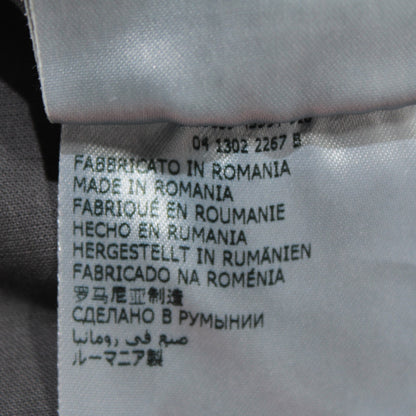 04 1302 2267 B
FABBRICATO IN ROMANIA
MADE IN ROMANIA
FABRIQUÉ EN ROUMANIE
HECHO EN RUMANIA
HERGESTELLT IN RUMÄNIEN
FABRICADO NA ROMÉNIA
罗马尼亚制造
СДЕЛАНО В РУМЫНИИ
صنع في رومانيا
ルーマニア製